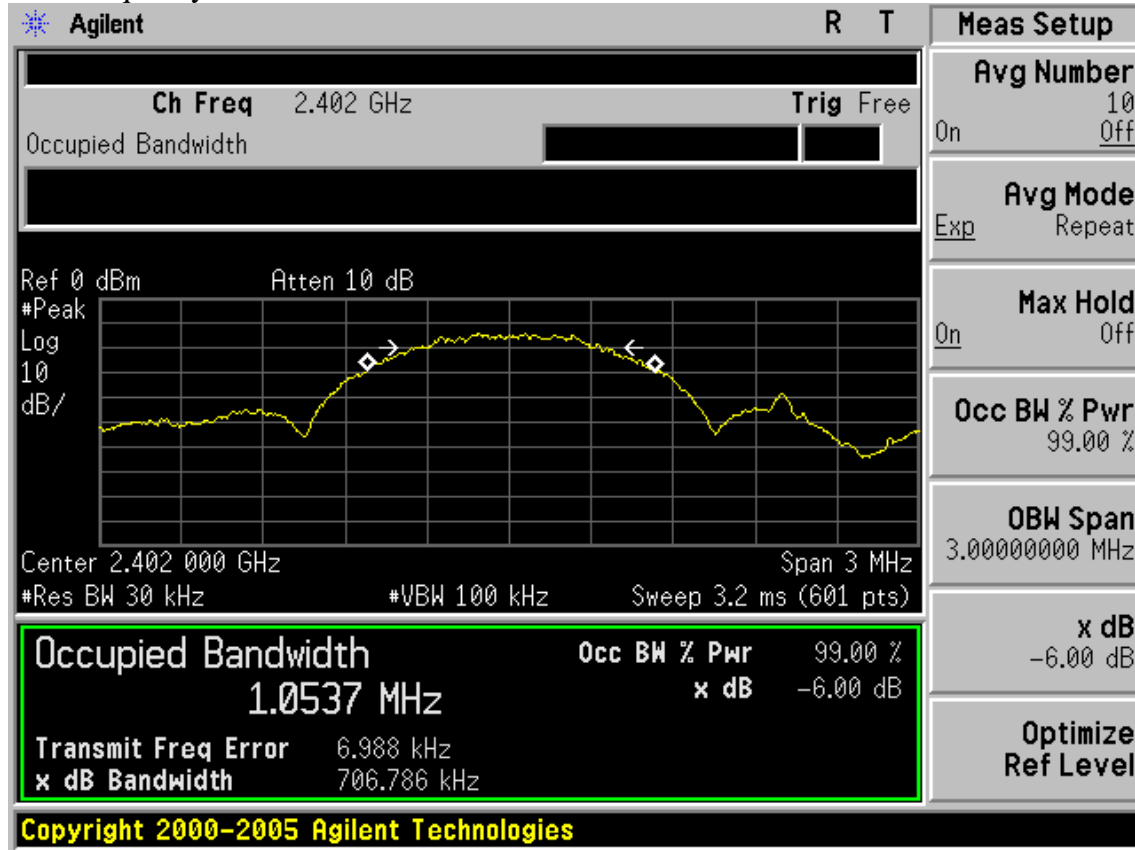 Agilent R T Meas Setup
Ch Freq 2.402 GHz Trig Free
Occupied Bandwidth
Avg Number
10
On Off
Avg Mode
Exp Repeat
Ref 0 dBm Atten 10 dB
#Peak
Log
10
dB/
Max Hold
On Off
Occ BW % Pwr
99.00 %
OBW Span
3.00000000 MHz
Center 2.402 000 GHz Span 3 MHz
#Res BW 30 kHz #VBW 100 kHz Sweep 3.2 ms (601 pts)
Occupied Bandwidth Occ BW % Pwr 99.00 %
1.0537 MHz x dB -6.00 dB
Transmit Freq Error 6.988 kHz
x dB Bandwidth 706.786 kHz
x dB
-6.00 dB
Optimize
Ref Level
Copyright 2000-2005 Agilent Technologies